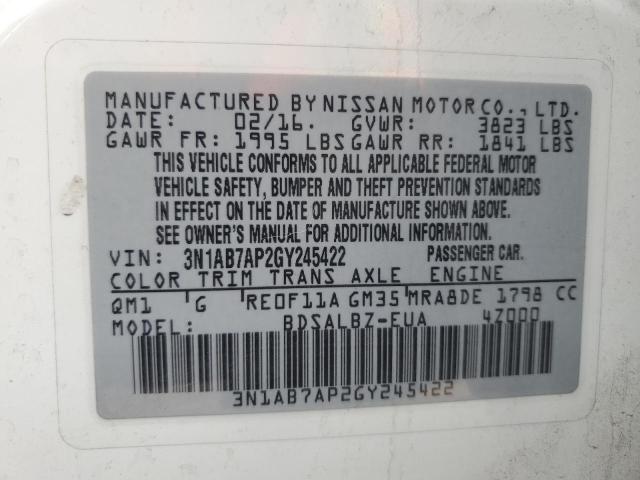 MANUFACTURED BY NISSAN MOTOR CO., LTD.
DATE: 02/16. GVWR: 3823 LBS
GAWR FR: 1995 LBS GAWR RR: 1841 LBS
THIS VEHICLE CONFORMS TO ALL APPLICABLE FEDERAL MOTOR
VEHICLE SAFETY, BUMPER AND THEFT PREVENTION STANDARDS
IN EFFECT ON THE DATE OF MANUFACTURE SHOWN ABOVE.
SEE OWNER'S MANUAL FOR ADDITIONAL INFORMATION.
VIN: 3N1AB7AP2GY245422 PASSENGER CAR.
COLOR TRIM TRANS AXLE ENGINE
QM1 G RE0F11A GM35 MRA8DE 1798 CC
MODEL: BDSALBZ-EUA 4Z000
3N1AB7AP2GY245422